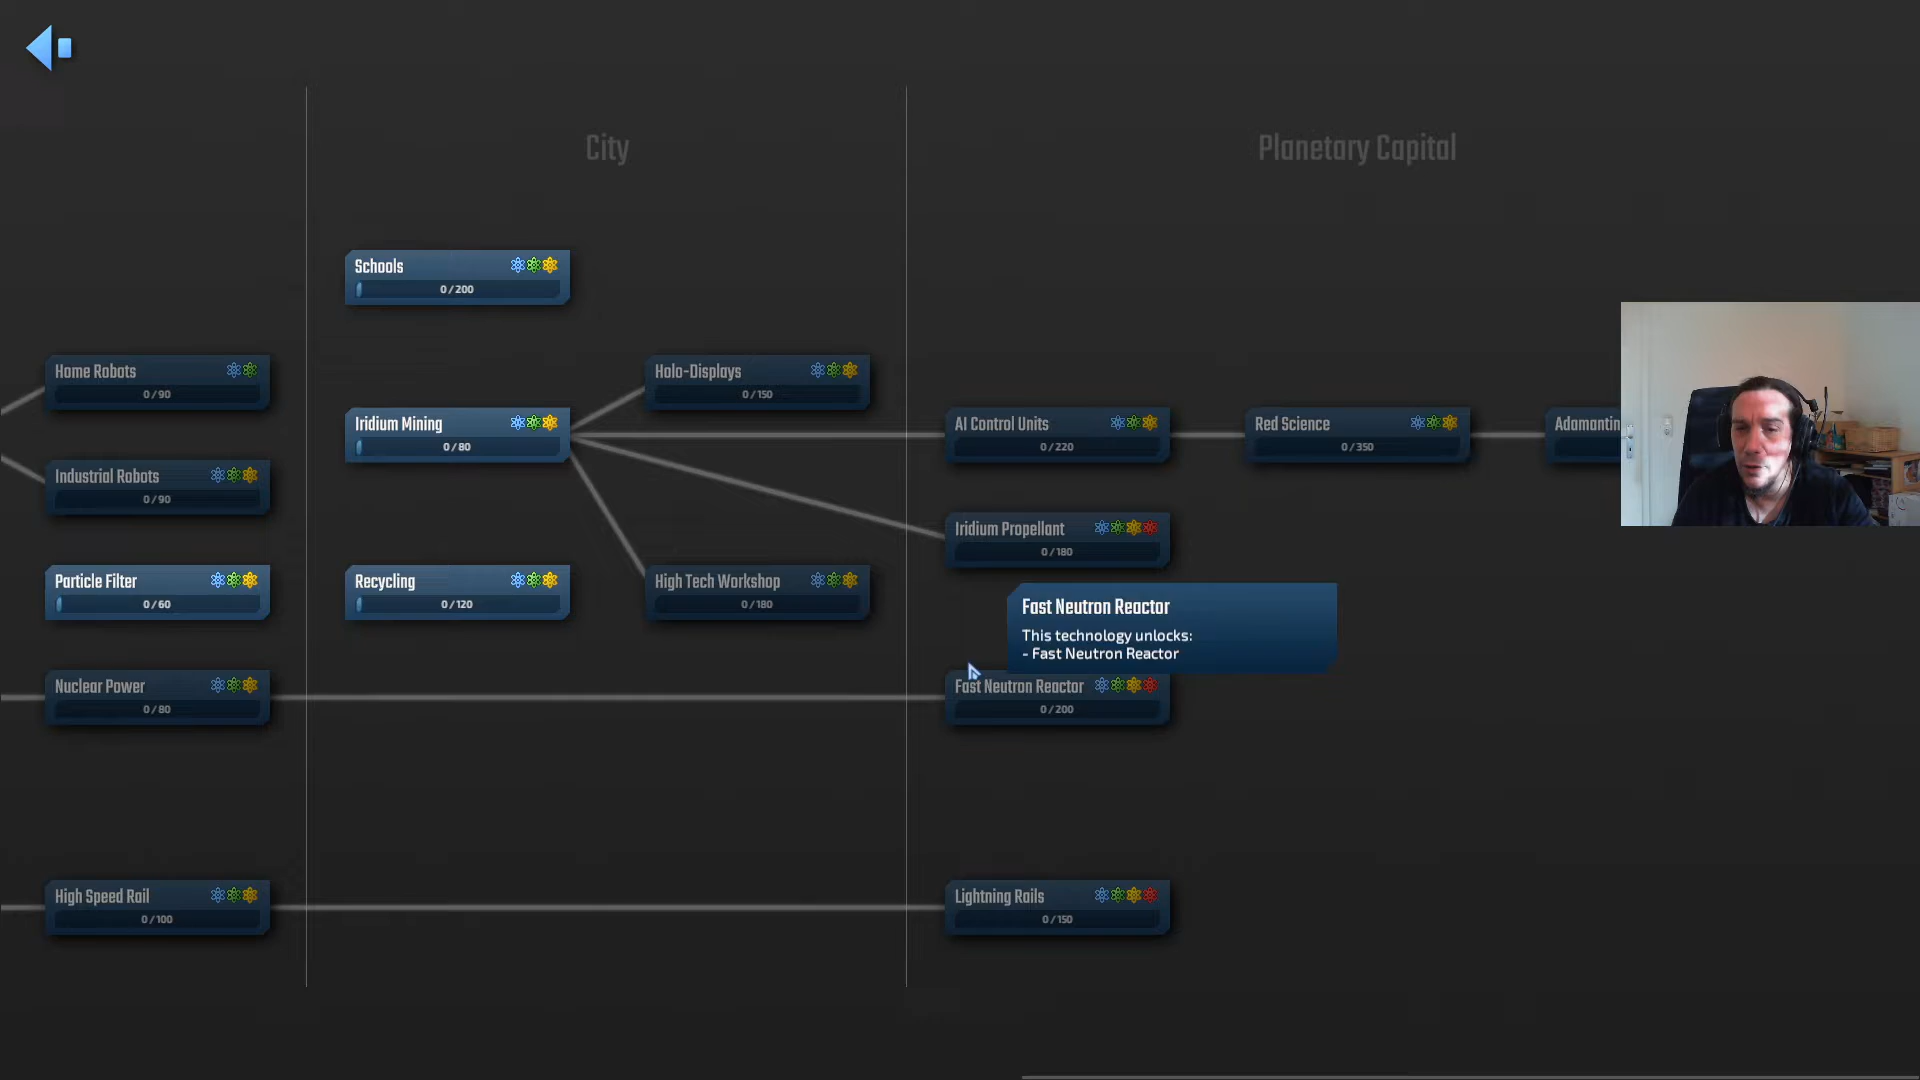 City
Planetary Capital
Schools
0/200
Home Robots
0/90
Holo-Displays
0/150
Iridium Mining
0/80
AI Control Units
0/220
Red Science
0/350
Adamantin
Industrial Robots
0/90
Iridium Propellant
0/180
Particle Filter
0/60
Recycling
0/120
High Tech Workshop
0/180
Fast Neutron Reactor
This technology unlocks:
- Fast Neutron Reactor
Nuclear Power
0/80
Fast Neutron Reactor
0/200
High Speed Rail
0/100
Lightning Rails
0/150